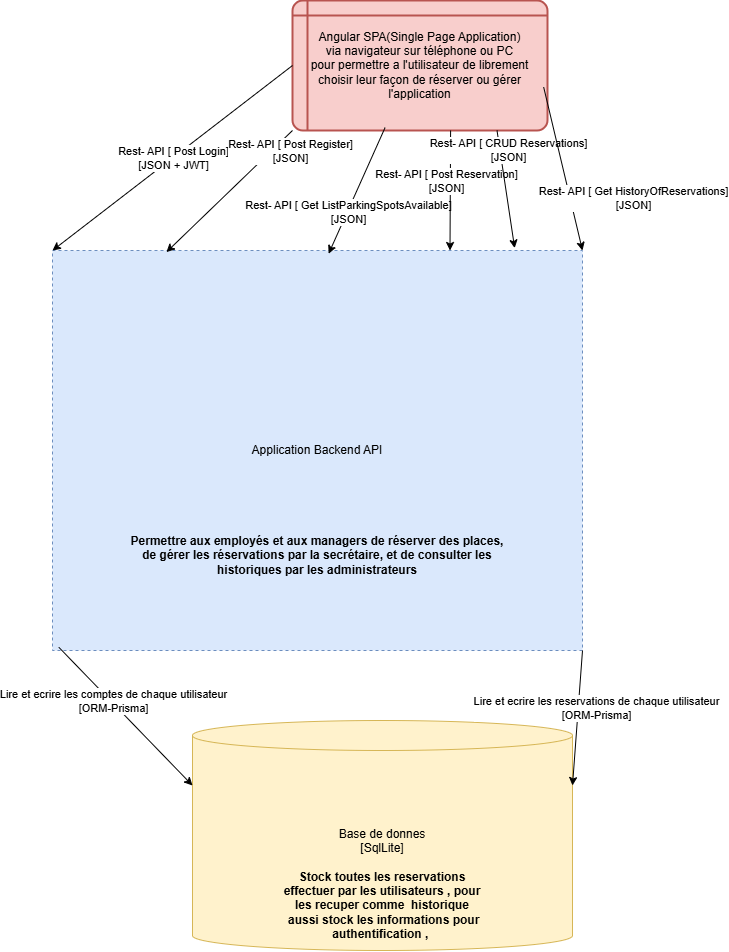 Angular SPA(Single Page Application)
via navigateur sur téléphone ou PC
pour permettre a l'utilisateur de librement
choisir leur façon de réserver ou gérer
l'application
Rest- API [ Post Login]
[JSON + JWT]
Rest- API [ Post Register]
[JSON]
Rest- API [ Get ListParkingSpotsAvailable]
[JSON]
Rest- API [ Post Reservation]
[JSON]
Rest- API [ CRUD Reservations]
[JSON]
Rest- API [ Get HistoryOfReservations]
[JSON]
Application Backend API
Permettre aux employés et aux managers de réserver des places,
de gérer les réservations par la secrétaire, et de consulter les
historiques par les administrateurs
Lire et ecrire les comptes de chaque utilisateur
[ORM-Prisma]
Lire et ecrire les reservations de chaque utilisateur
[ORM-Prisma]
Base de donnes
[SqlLite]
Stock toutes les reservations
effectuer par les utilisateurs , pour
les recuper comme historique
aussi stock les informations pour
authentification ,